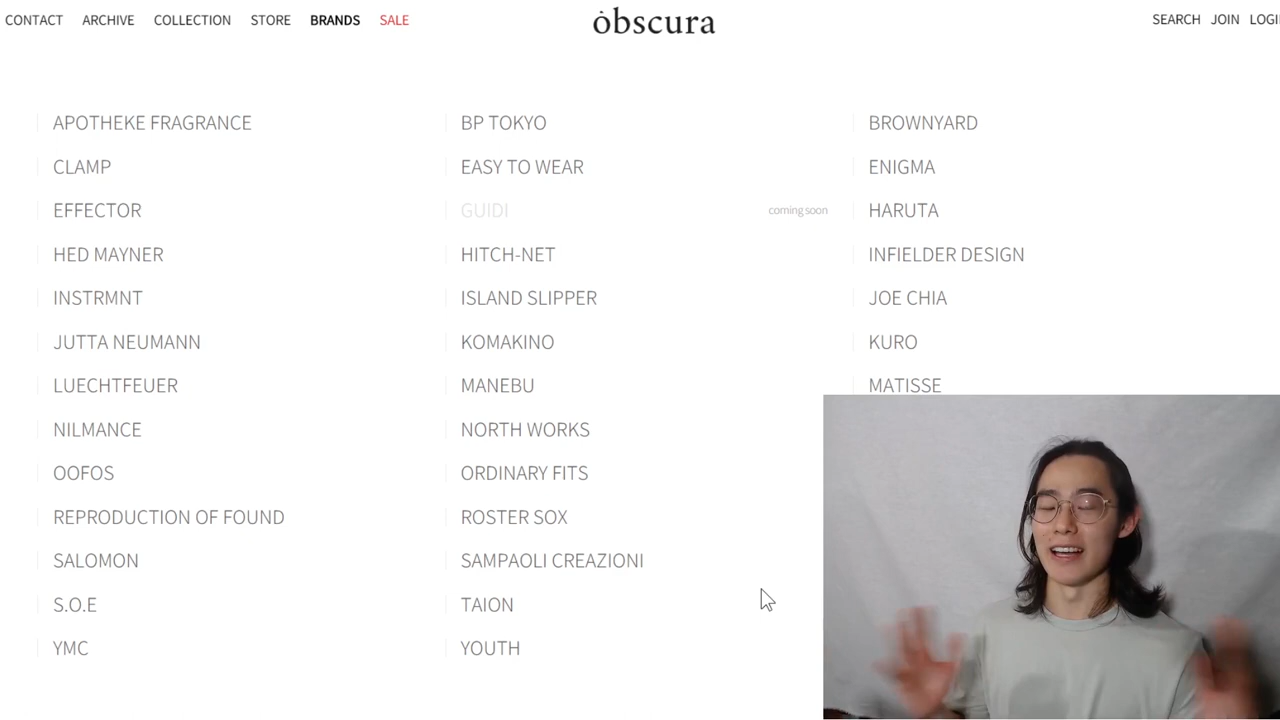 CONTACT ARCHIVE COLLECTION STORE BRANDS SALE
obscura
SEARCH JOIN
APOTHEKE FRAGRANCE
BP TOKYO
BROWNYARD
CLAMP
EASY TO WEAR
ENIGMA
EFFECTOR
GUIDI
coming soon
HARUTA
HED MAYNER
HITCH-NET
INFIELDER DESIGN
INSTRMNT
ISLAND SLIPPER
JOE CHIA
JUTTA NEUMANN
KOMAKINO
KURO
LUECHTFEUER
MANEBU
MATISSE
NILMANCE
NORTH WORKS
OOFOS
ORDINARY FITS
REPRODUCTION OF FOUND
ROSTER SOX
SALOMON
SAMPAOLI CREAZIONI
S.O.E
TAION
YMC
YOUTH